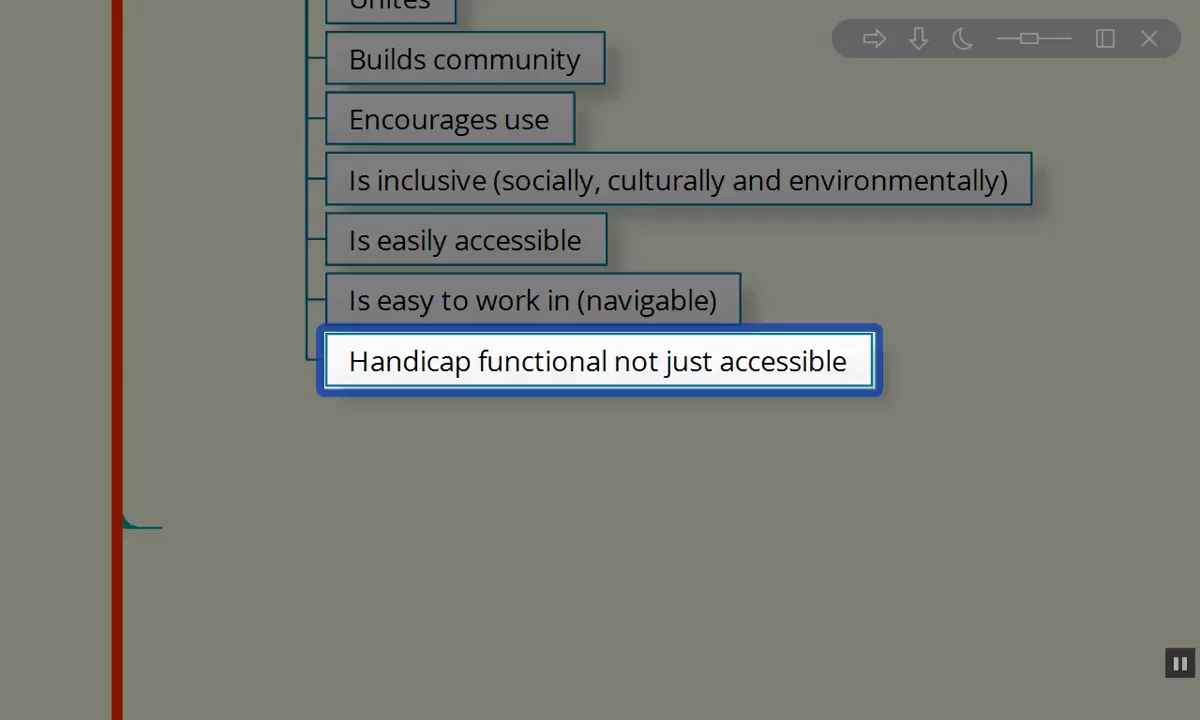 Unites
Builds community
Encourages use
Is inclusive (socially, culturally and environmentally)
Is easily accessible
Is easy to work in (navigable)
Handicap functional not just accessible